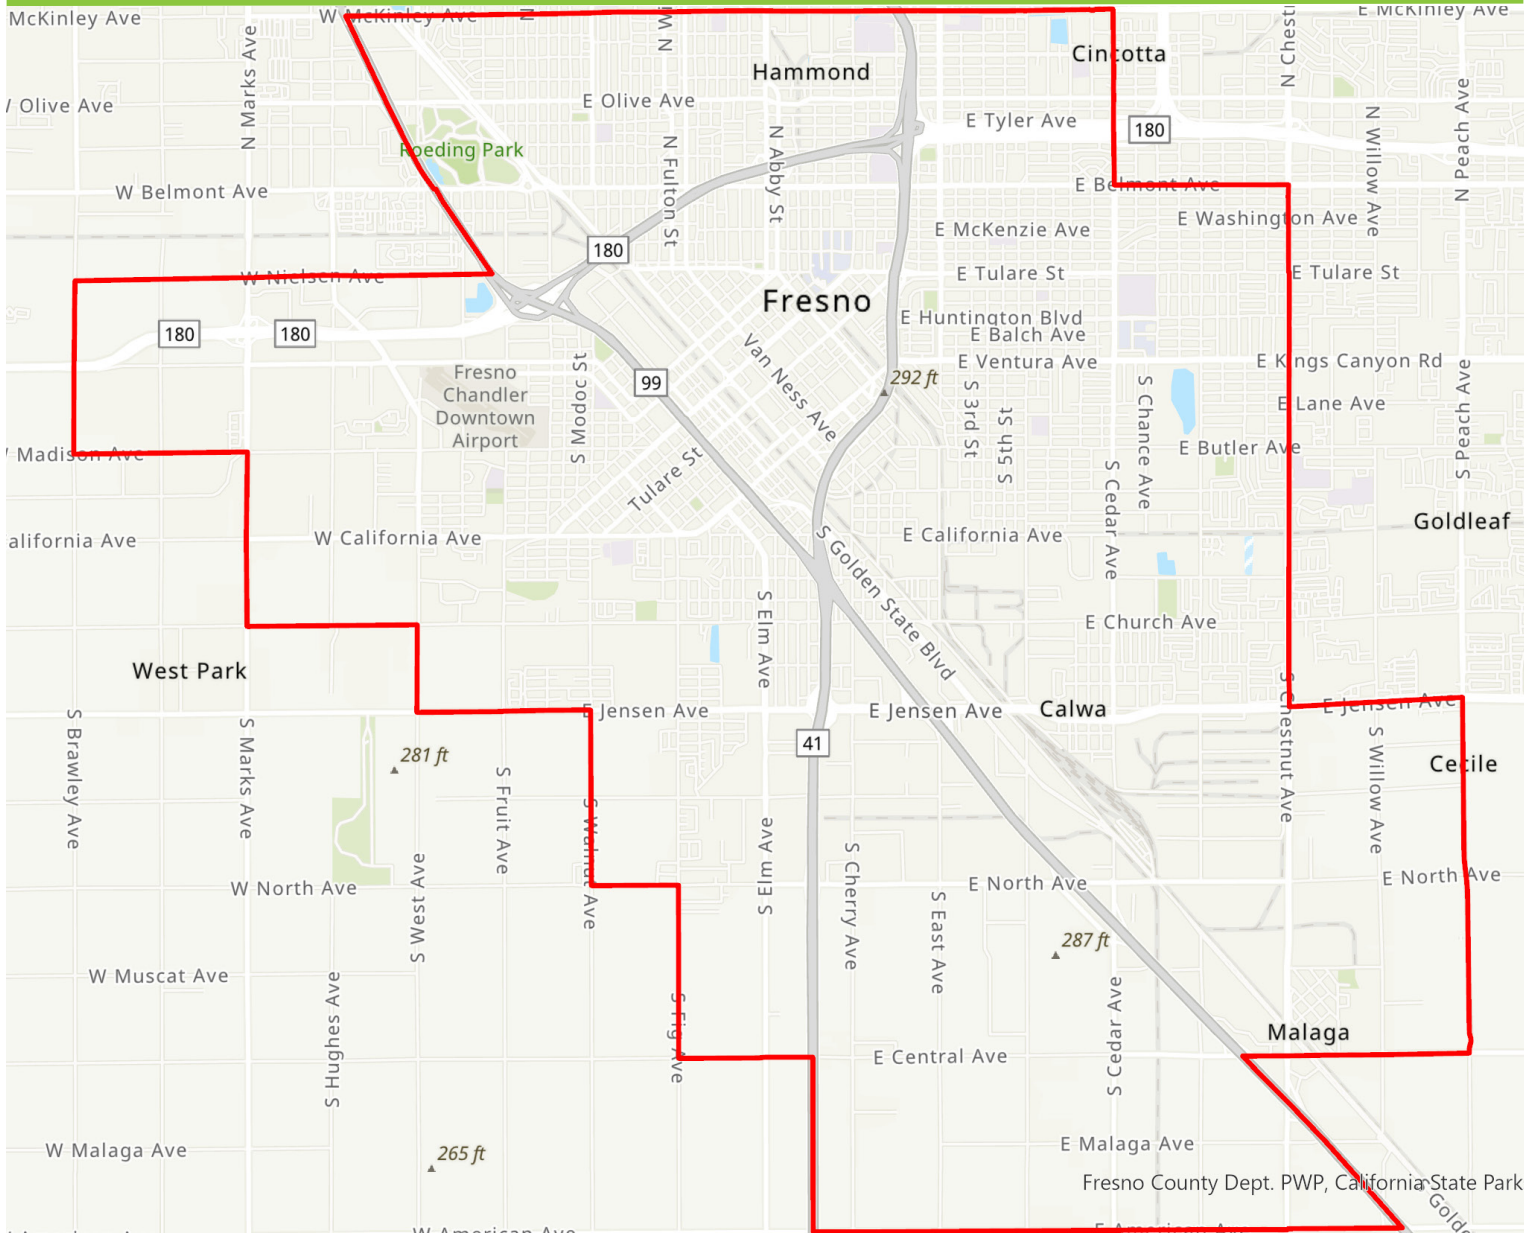 McKinley Ave
W McKinley Ave
E McKinley Ave
N Marks Ave
Hammond
Cincotta
Olive Ave
E Olive Ave
E Tyler Ave
180
N Fulton St
N Abby St
N Willow Ave
N Peach Ave
Roeding Park
W Belmont Ave
E Belmont Ave
E Washington Ave
E McKenzie Ave
180
W Nielsen Ave
E Tulare St
E Tulare St
Fresno
180
180
E Huntington Blvd
E Balch Ave
E Ventura Ave
E Kings Canyon Rd
Fresno
Chandler
Downtown
Airport
S Modoc St
99
Van Ness Ave
292 ft
S 3rd St
S 5th St
S Chance Ave
E Lane Ave
S Peach Ave
Madison Ave
Tulare St
E Butler Ave
S Cedar Ave
alifornia Ave
W California Ave
E California Ave
Goldleaf
S Golden State Blvd
S Elm Ave
E Church Ave
West Park
E Jensen Ave
E Jensen Ave
Calwa
E Jensen Ave
S Brawley Ave
S Marks Ave
281 ft
41
S Chestnut Ave
S Willow Ave
Cecile
S Fruit Ave
S Walnut Ave
S Elm Ave
S Cherry Ave
W North Ave
S West Ave
E North Ave
E North Ave
S East Ave
287 ft
W Muscat Ave
S Hughes Ave
S Fig Ave
S Cedar Ave
Malaga
E Central Ave
W Malaga Ave
265 ft
E Malaga Ave
Fresno County Dept. PWP, California State Park
W American Ave
E American Ave